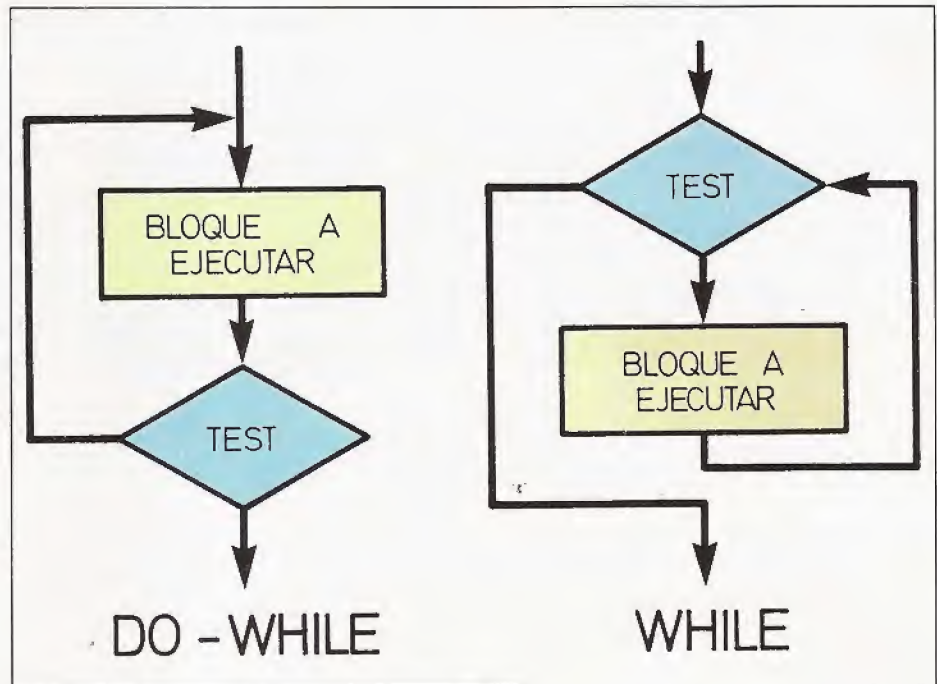 BLOQUE A
EJECUTAR
TEST
DO - WHILE
TEST
BLOQUE A
EJECUTAR
WHILE